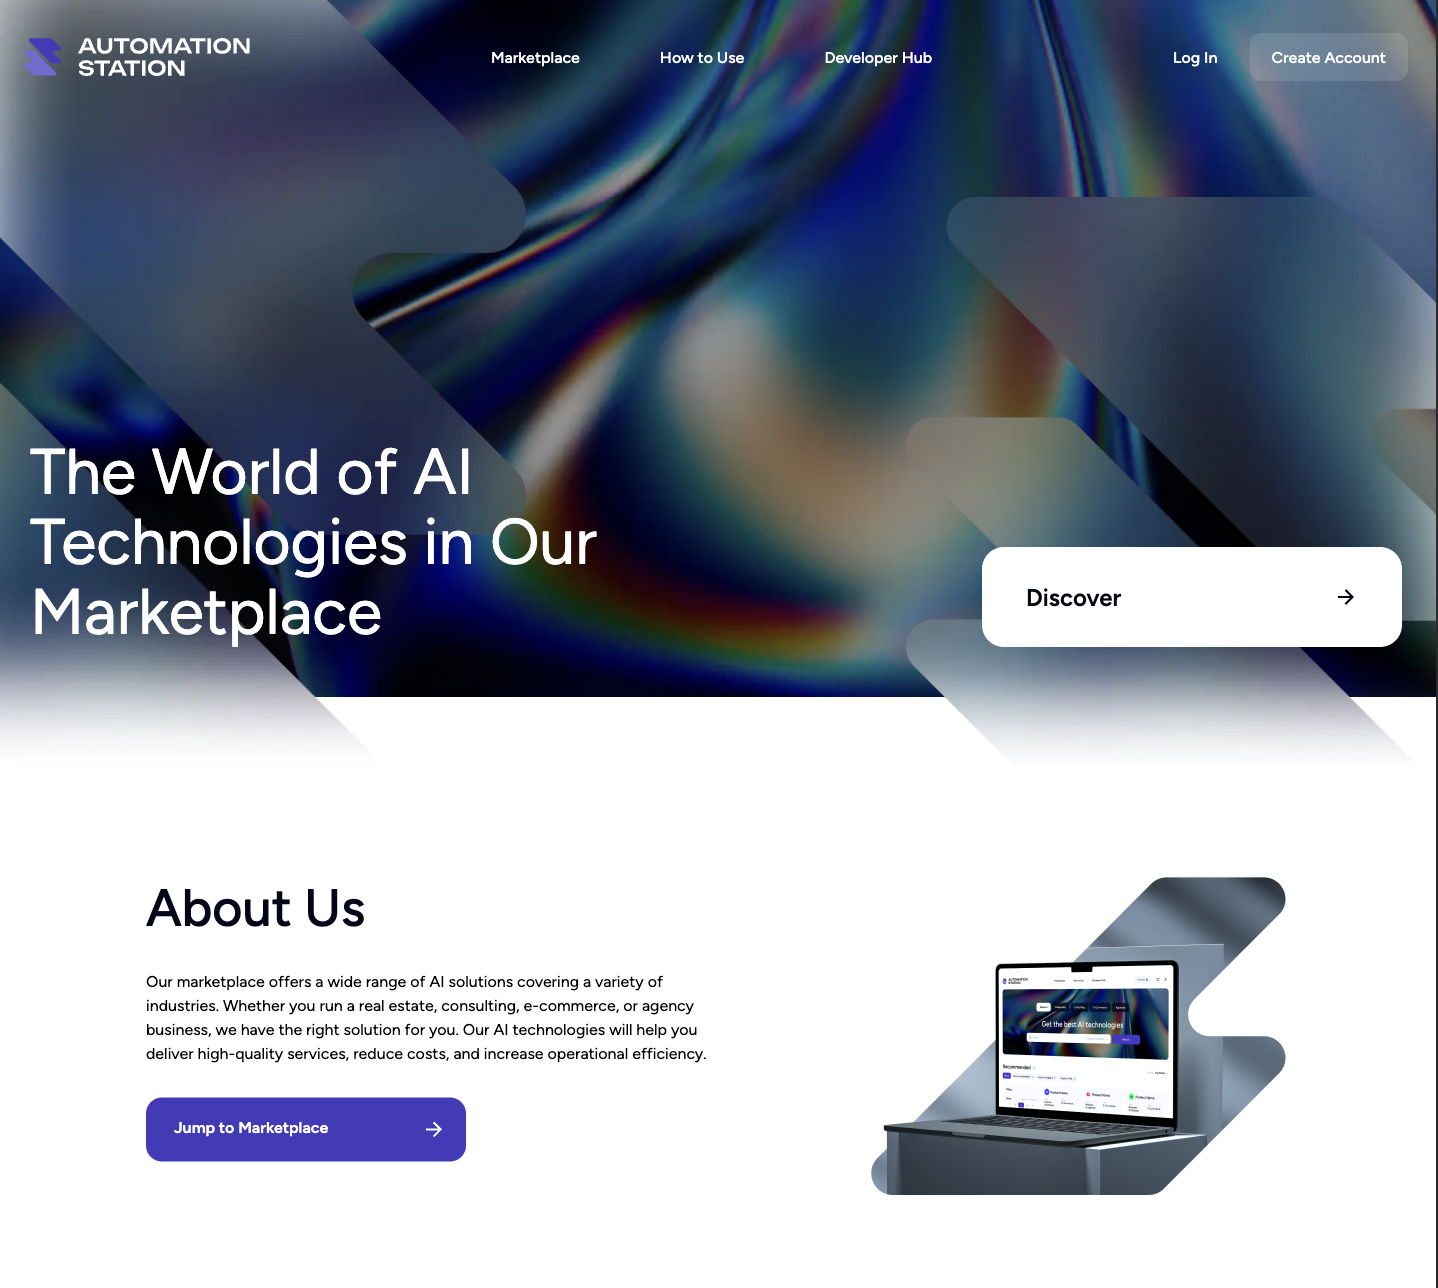 AUTOMATION
STATION
Marketplace
How to Use
Developer Hub
Log In
Create Account
The World of AI
Technologies in Our
Marketplace
Discover
About Us
Our marketplace offers a wide range of AI solutions covering a variety of
industries. Whether you run a real estate, consulting, e-commerce, or agency
business, we have the right solution for you. Our AI technologies will help you
deliver high-quality services, reduce costs, and increase operational efficiency.
Jump to Marketplace
AUTOMATION
STATION
Get the best AI technologies
Recommended